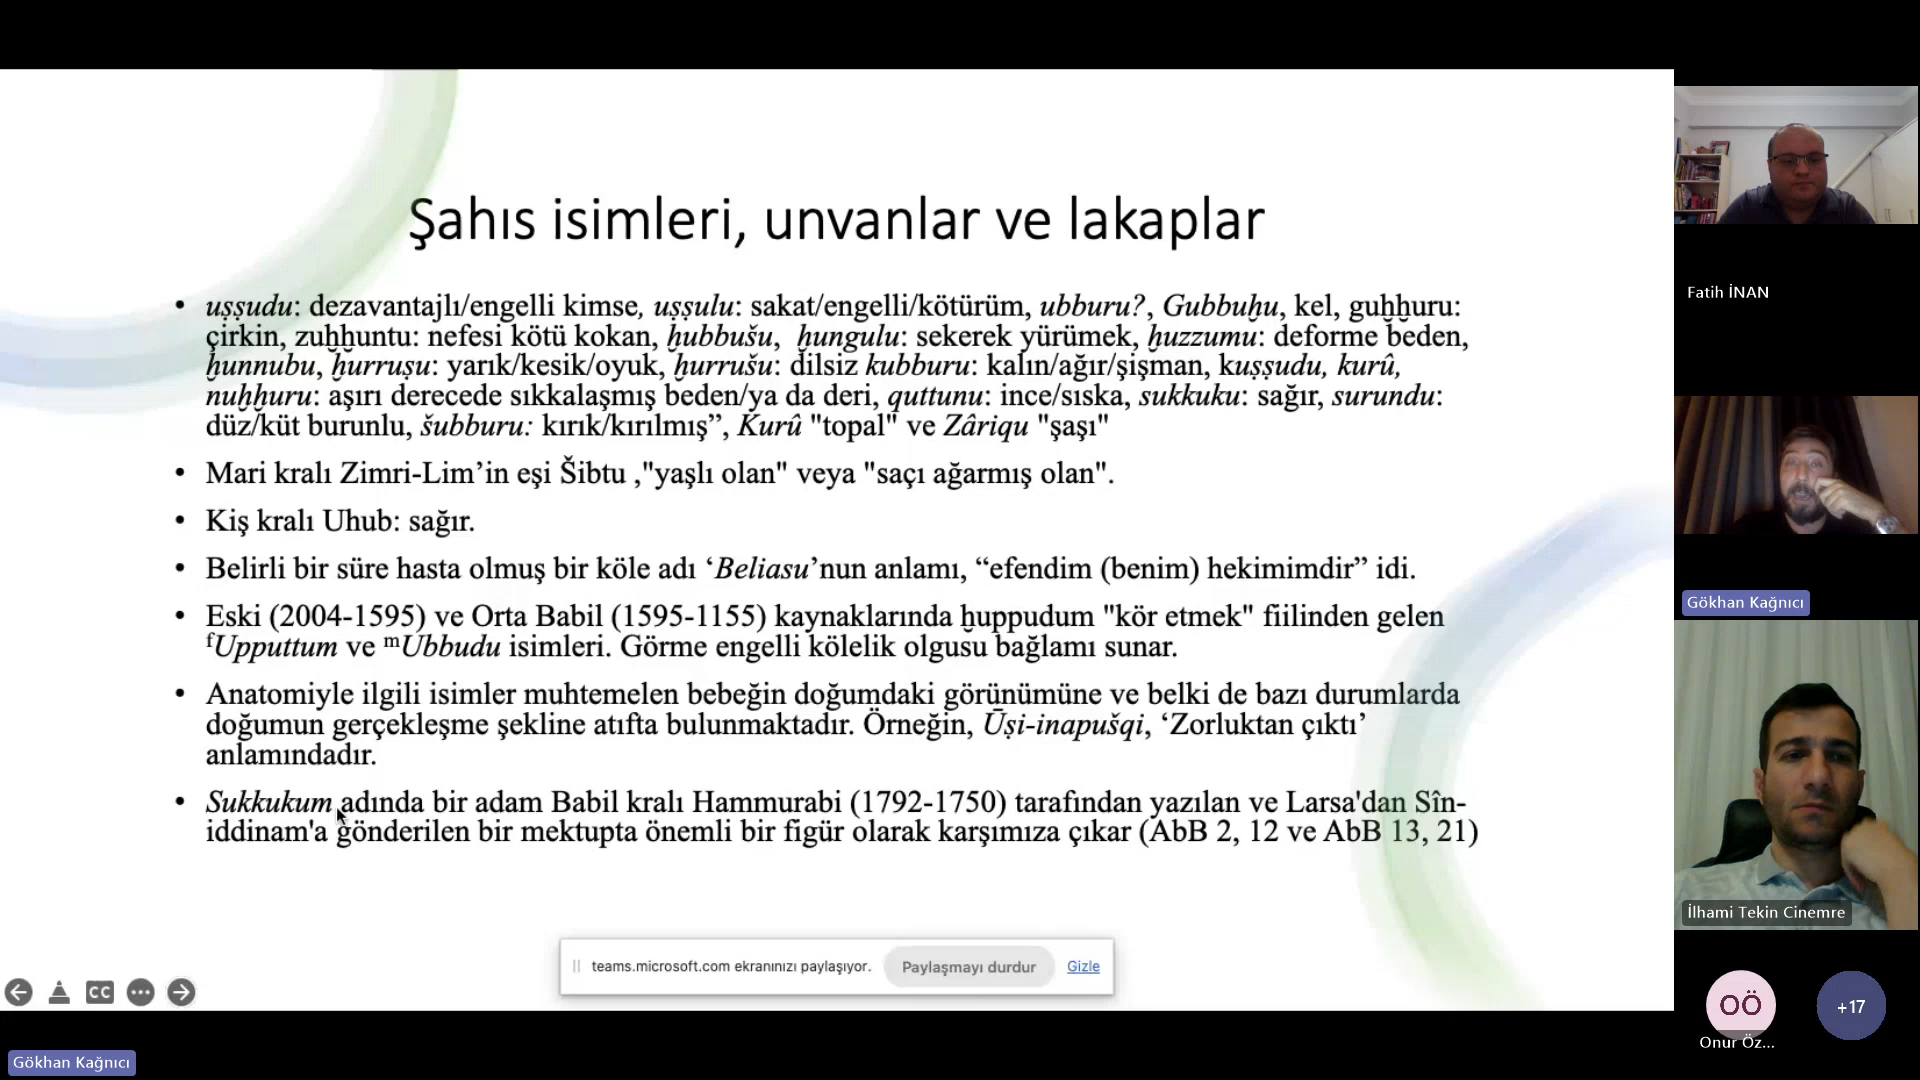 Şahıs isimleri, unvanlar ve lakaplar
• uṣṣudu: dezavantajlı/engelli kimse, uṣṣulu: sakat/engelli/kötürüm, ubburu?, Gubbuḫu, kel, guḫḫuru:
çirkin, zuḫḫuntu: nefesi kötü kokan, ḫubbušu, ḫungulu: sekerek yürümek, ḫuzzumu: deforme beden,
ḫunnubu, ḫurruṣu: yarık/kesik/oyuk, ḫurrušu: dilsiz kubburu: kalın/ağır/şişman, kuṣṣudu, kurû,
nuḫḫuru: aşırı derecede sıkkalaşmış beden/ya da deri, quttunu: ince/sıska, sukkuku: sağır, surundu:
düz/küt burunlu, šubburu: kırık/kırılmış”, Kurû "topal" ve Zâriqu "şaşı"
• Mari kralı Zimri-Lim’in eşi Šibtu ,"yaşlı olan" veya "saçı ağarmış olan".
• Kiş kralı Uhub: sağır.
• Belirli bir süre hasta olmuş bir köle adı ‘Beliasu’nun anlamı, “efendim (benim) hekimimdir” idi.
• Eski (2004-1595) ve Orta Babil (1595-1155) kaynaklarında ḫuppudum "kör etmek" fiilinden gelen
ᶠUpputtum ve ᵐUbbudu isimleri. Görme engelli kölelik olgusu bağlamı sunar.
• Anatomiyle ilgili isimler muhtemelen bebeğin doğumdaki görünümüne ve belki de bazı durumlarda
doğumun gerçekleşme şekline atıfta bulunmaktadır. Örneğin, Ūṣi-inapušqi, ‘Zorluktan çıktı’
anlamındadır.
• Sukkukum adında bir adam Babil kralı Hammurabi (1792-1750) tarafından yazılan ve Larsa'dan Sîn-
iddinam'a gönderilen bir mektupta önemli bir figür olarak karşımıza çıkar (AbB 2, 12 ve AbB 13, 21)
teams.microsoft.com ekranınızı paylaşıyor. Paylaşmayı durdur Gizle
CC
Gökhan Kağnıcı
Fatih İNAN
Gökhan Kağnıcı
İlhami Tekin Cinemre
OÖ
+17
Onur Öz...